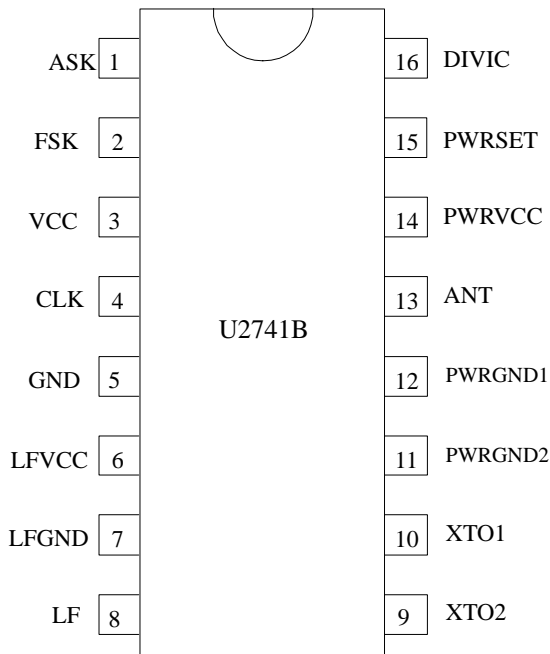 ASK 1 16 DIVIC
FSK 2 15 PWRSET
VCC 3 14 PWRVCC
CLK 4 13 ANT
U2741B
GND 5 12 PWRGND1
LFVCC 6 11 PWRGND2
LFGND 7 10 XTO1
LF 8 9 XTO2